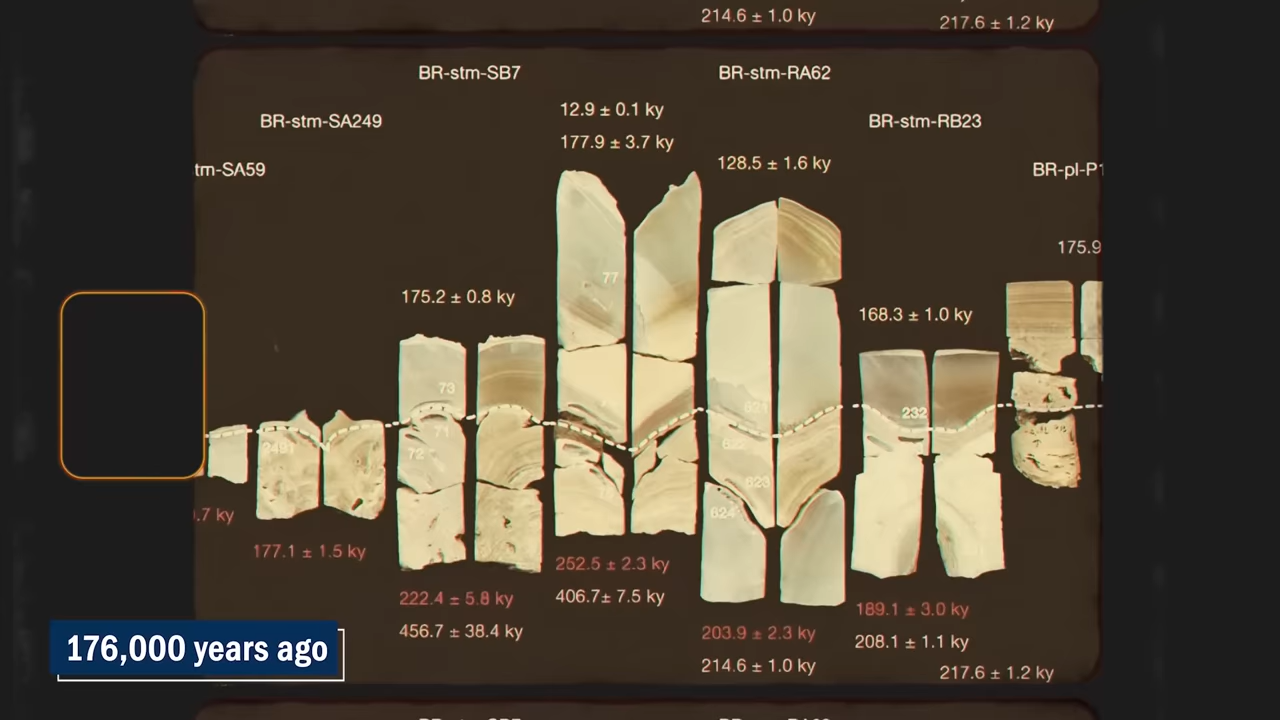 214.6 ± 1.0 ky
217.6 ± 1.2 ky
BR-stm-SB7
BR-stm-RA62
12.9 ± 0.1 ky
BR-stm-SA249
BR-stm-RB23
177.9 ± 3.7 ky
128.5 ± 1.6 ky
tm-SA59
BR-pl-P1
175.9
77
175.2 ± 0.8 ky
168.3 ± 1.0 ky
73
621
232
71
622
249
72
623
624
.7 ky
177.1 ± 1.5 ky
252.5 ± 2.3 ky
222.4 ± 5.8 ky
406.7± 7.5 ky
189.1 ± 3.0 ky
456.7 ± 38.4 ky
203.9 ± 2.3 ky
208.1 ± 1.1 ky
214.6 ± 1.0 ky
217.6 ± 1.2 ky
176,000 years ago